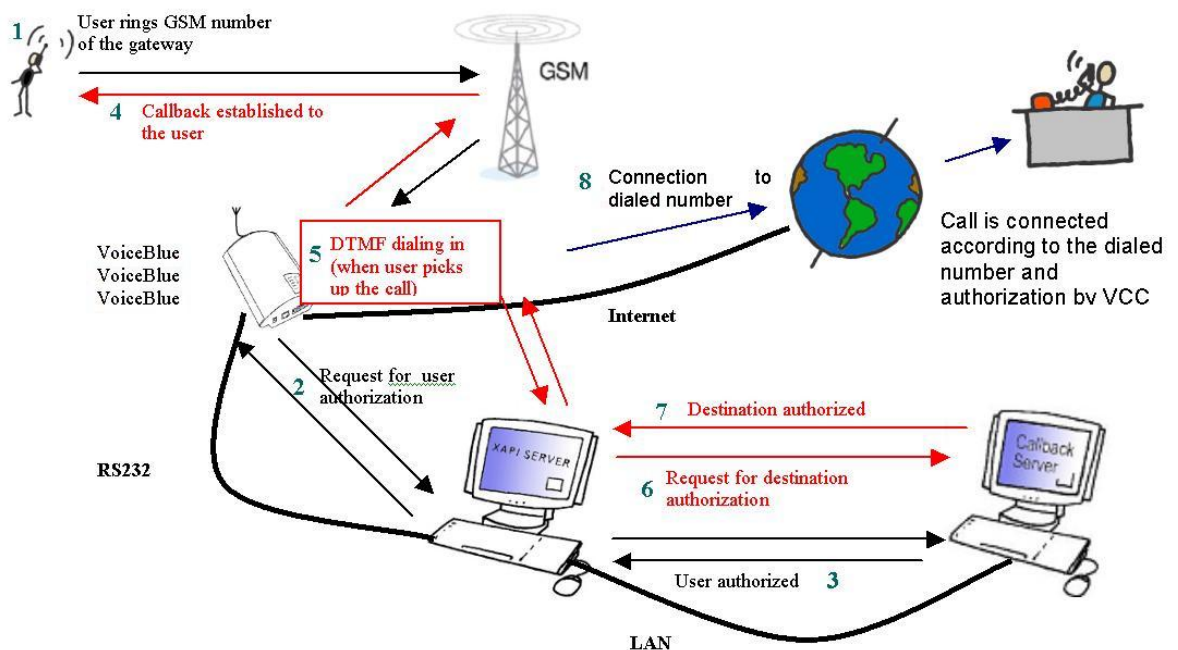 1
User rings GSM number
of the gateway
GSM
4 Callback established to
the user
8 Connection to
dialed number
Call is connected
according to the dialed
number and
authorization by VCC
VoiceBlue
VoiceBlue
VoiceBlue
5 DTMF dialing in
(when user picks
up the call)
Internet
2 Request for user
authorization
7 Destination authorized
XAPI SERVER
Callback
Server
RS232
6 Request for destination
authorization
User authorized 3
LAN